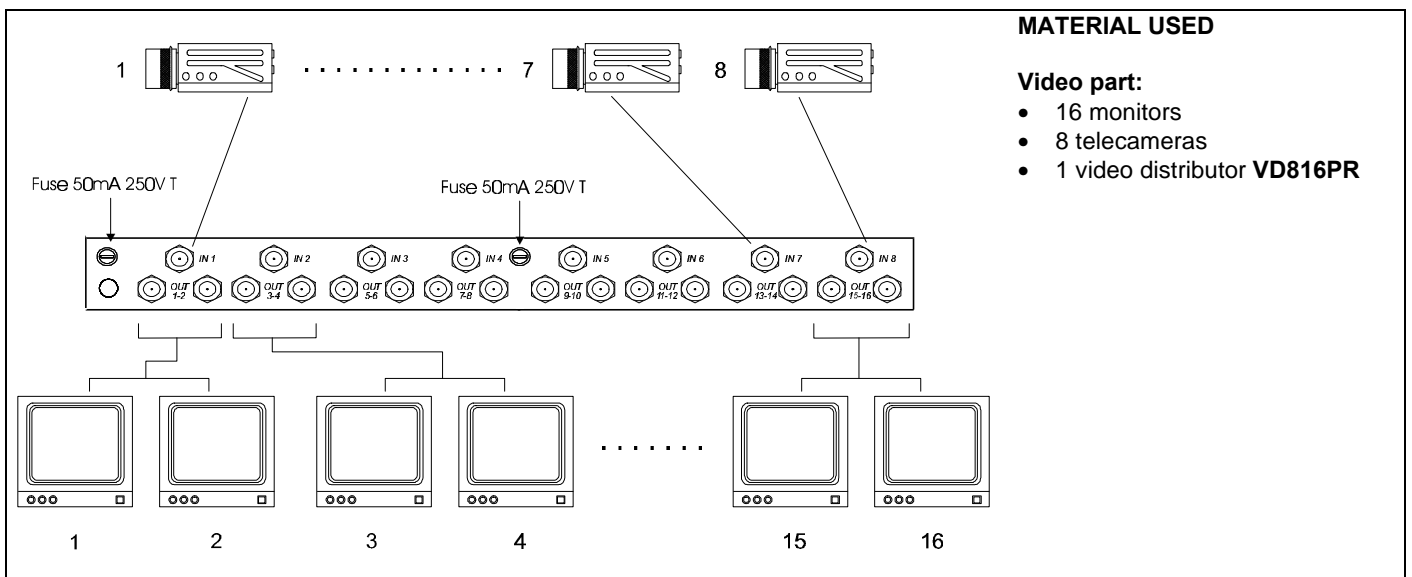 MATERIAL USED
Video part:
• 16 monitors
• 8 telecameras
• 1 video distributor VD816PR
1 . . . . . . . . . . . . . 7 8
Fuse 50mA 250V T
Fuse 50mA 250V T
IN 1 IN 2 IN 3 IN 4 IN 5 IN 6 IN 7 IN 8
OUT OUT OUT OUT OUT OUT OUT OUT
1-2 3-4 5-6 7-8 9-10 11-12 13-14 15-16
. . . . . . .
1 2 3 4 15 16